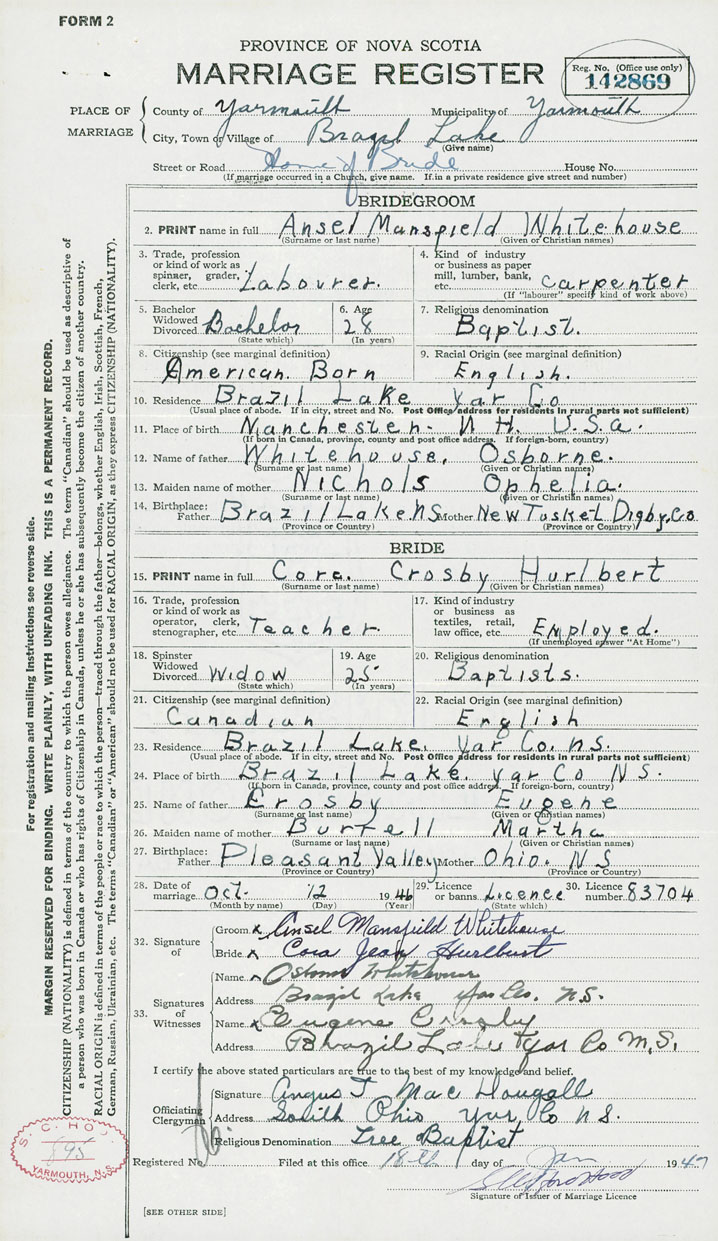 FORM 2
PROVINCE OF NOVA SCOTIA
MARRIAGE REGISTER
Reg. No. (Office use only)
142869
PLACE OF MARRIAGE
County of Yarmouth Municipality of Yarmouth
City, Town or Village of Brazil Lake
(Give name)
Street or Road Home of Bride House No.
(If marriage occurred in a Church, give name. If in a private residence give street and number)
BRIDEGROOM
2. PRINT name in full Ansel Mansfield Whitehouse
(Surname or last name) (Given or Christian names)
3. Trade, profession or kind of work as spinner, grader, clerk, etc. Labourer.
4. Kind of industry or business as paper mill, lumber, bank, etc. carpenter
(If "labourer" specify kind of work above)
5. Bachelor Widowed Divorced Bachelor
(State which)
6. Age 28
(In years)
7. Religious denomination
Baptist.
8. Citizenship (see marginal definition)
American Born
9. Racial Origin (see marginal definition)
English.
10. Residence Brazil Lake Yar Co
(Usual place of abode. If in city, street and No. Post Office address for residents in rural parts not sufficient)
11. Place of birth Manchester N H. U.S.a.
(If born in Canada, province, county and post office address. If foreign-born, country)
12. Name of father Whitehouse, Osborne.
(Surname or last name) (Given or Christian names)
13. Maiden name of mother Nichols Ophelia.
(Surname or last name) (Given or Christian names)
14. Birthplace: Father Brazil Lake NS Mother New Tusket Digby, Co
(Province or Country) (Province or Country)
BRIDE
15. PRINT name in full Cora. Crosby Hurlbert
(Surname or last name) (Given or Christian names)
16. Trade, profession or kind of work as operator, clerk, stenographer, etc. Teacher
17. Kind of industry or business as textiles, retail, law office, etc. Employed.
(If unemployed answer "At Home")
18. Spinster Widowed Divorced Widow
(State which)
19. Age 25
(In years)
20. Religious denomination
Baptists.
21. Citizenship (see marginal definition)
Canadian
22. Racial Origin (see marginal definition)
English
23. Residence Brazil Lake. Yar Co. ns.
(Usual place of abode. If in city, street and No. Post Office address for residents in rural parts not sufficient)
24. Place of birth Brazil Lake. Yar Co NS.
(If born in Canada, province, county and post office address. If foreign-born, country)
25. Name of father Crosby Eugene
(Surname or last name) (Given or Christian names)
26. Maiden name of mother Burrell Martha
(Surname or last name) (Given or Christian names)
27. Birthplace: Father Pleasant Valley Mother Ohio. NS
(Province or Country) (Province or Country)
28. Date of marriage Oct. 12 1946
(Month by name) (Day) (Year)
29. Licence or banns Licence
(State which)
30. Licence number 83704
32. Signature of
Groom x Ansel Mansfield Whitehouse
Bride x Cora Jean Hurlburt
33. Signatures of Witnesses
Name x Osborne Whitehouse
Address Brazil Lake Yar Co. N.S.
Name x Eugene Crosby
Address Brazil Lake Yar Co N.S.
I certify the above stated particulars are true to the best of my knowledge and belief.
Officiating Clergyman
Signature Angus T Mac Dougall
Address South Ohio Yar Co N S.
Religious Denomination Free Baptist
Registered No. Filed at this office 18th day of Jan 1947
Signature of Issuer of Marriage Licence
[SEE OTHER SIDE]
For registration and mailing instructions see reverse side.
MARGIN RESERVED FOR BINDING. WRITE PLAINLY, WITH UNFADING INK. THIS IS A PERMANENT RECORD.
CITIZENSHIP (NATIONALITY) is defined in terms of the country to which the person owes allegiance. The term "Canadian" should be used as descriptive of
a person who was born in Canada or who has rights of Citizenship in Canada, unless he or she has subsequently become the citizen of another country.
RACIAL ORIGIN is defined in terms of the people or race to which the person—traced through the father—belongs, whether English, Irish, Scottish, French,
German, Russian, Ukrainian, etc. The terms "Canadian" or "American" should not be used for RACIAL ORIGIN, as they express CITIZENSHIP (NATIONALITY).
S. C. HOOD
895
YARMOUTH, N.S.